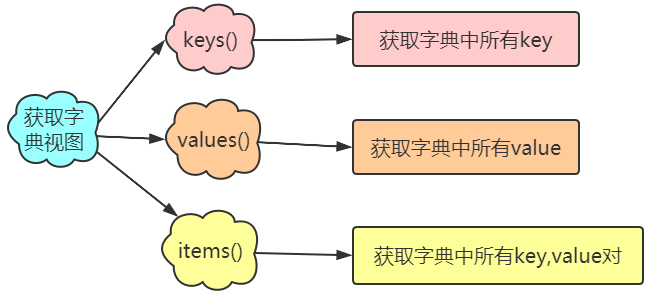 获取字
典视图
keys()
获取字典中所有key
values()
获取字典中所有value
items()
获取字典中所有key,value对